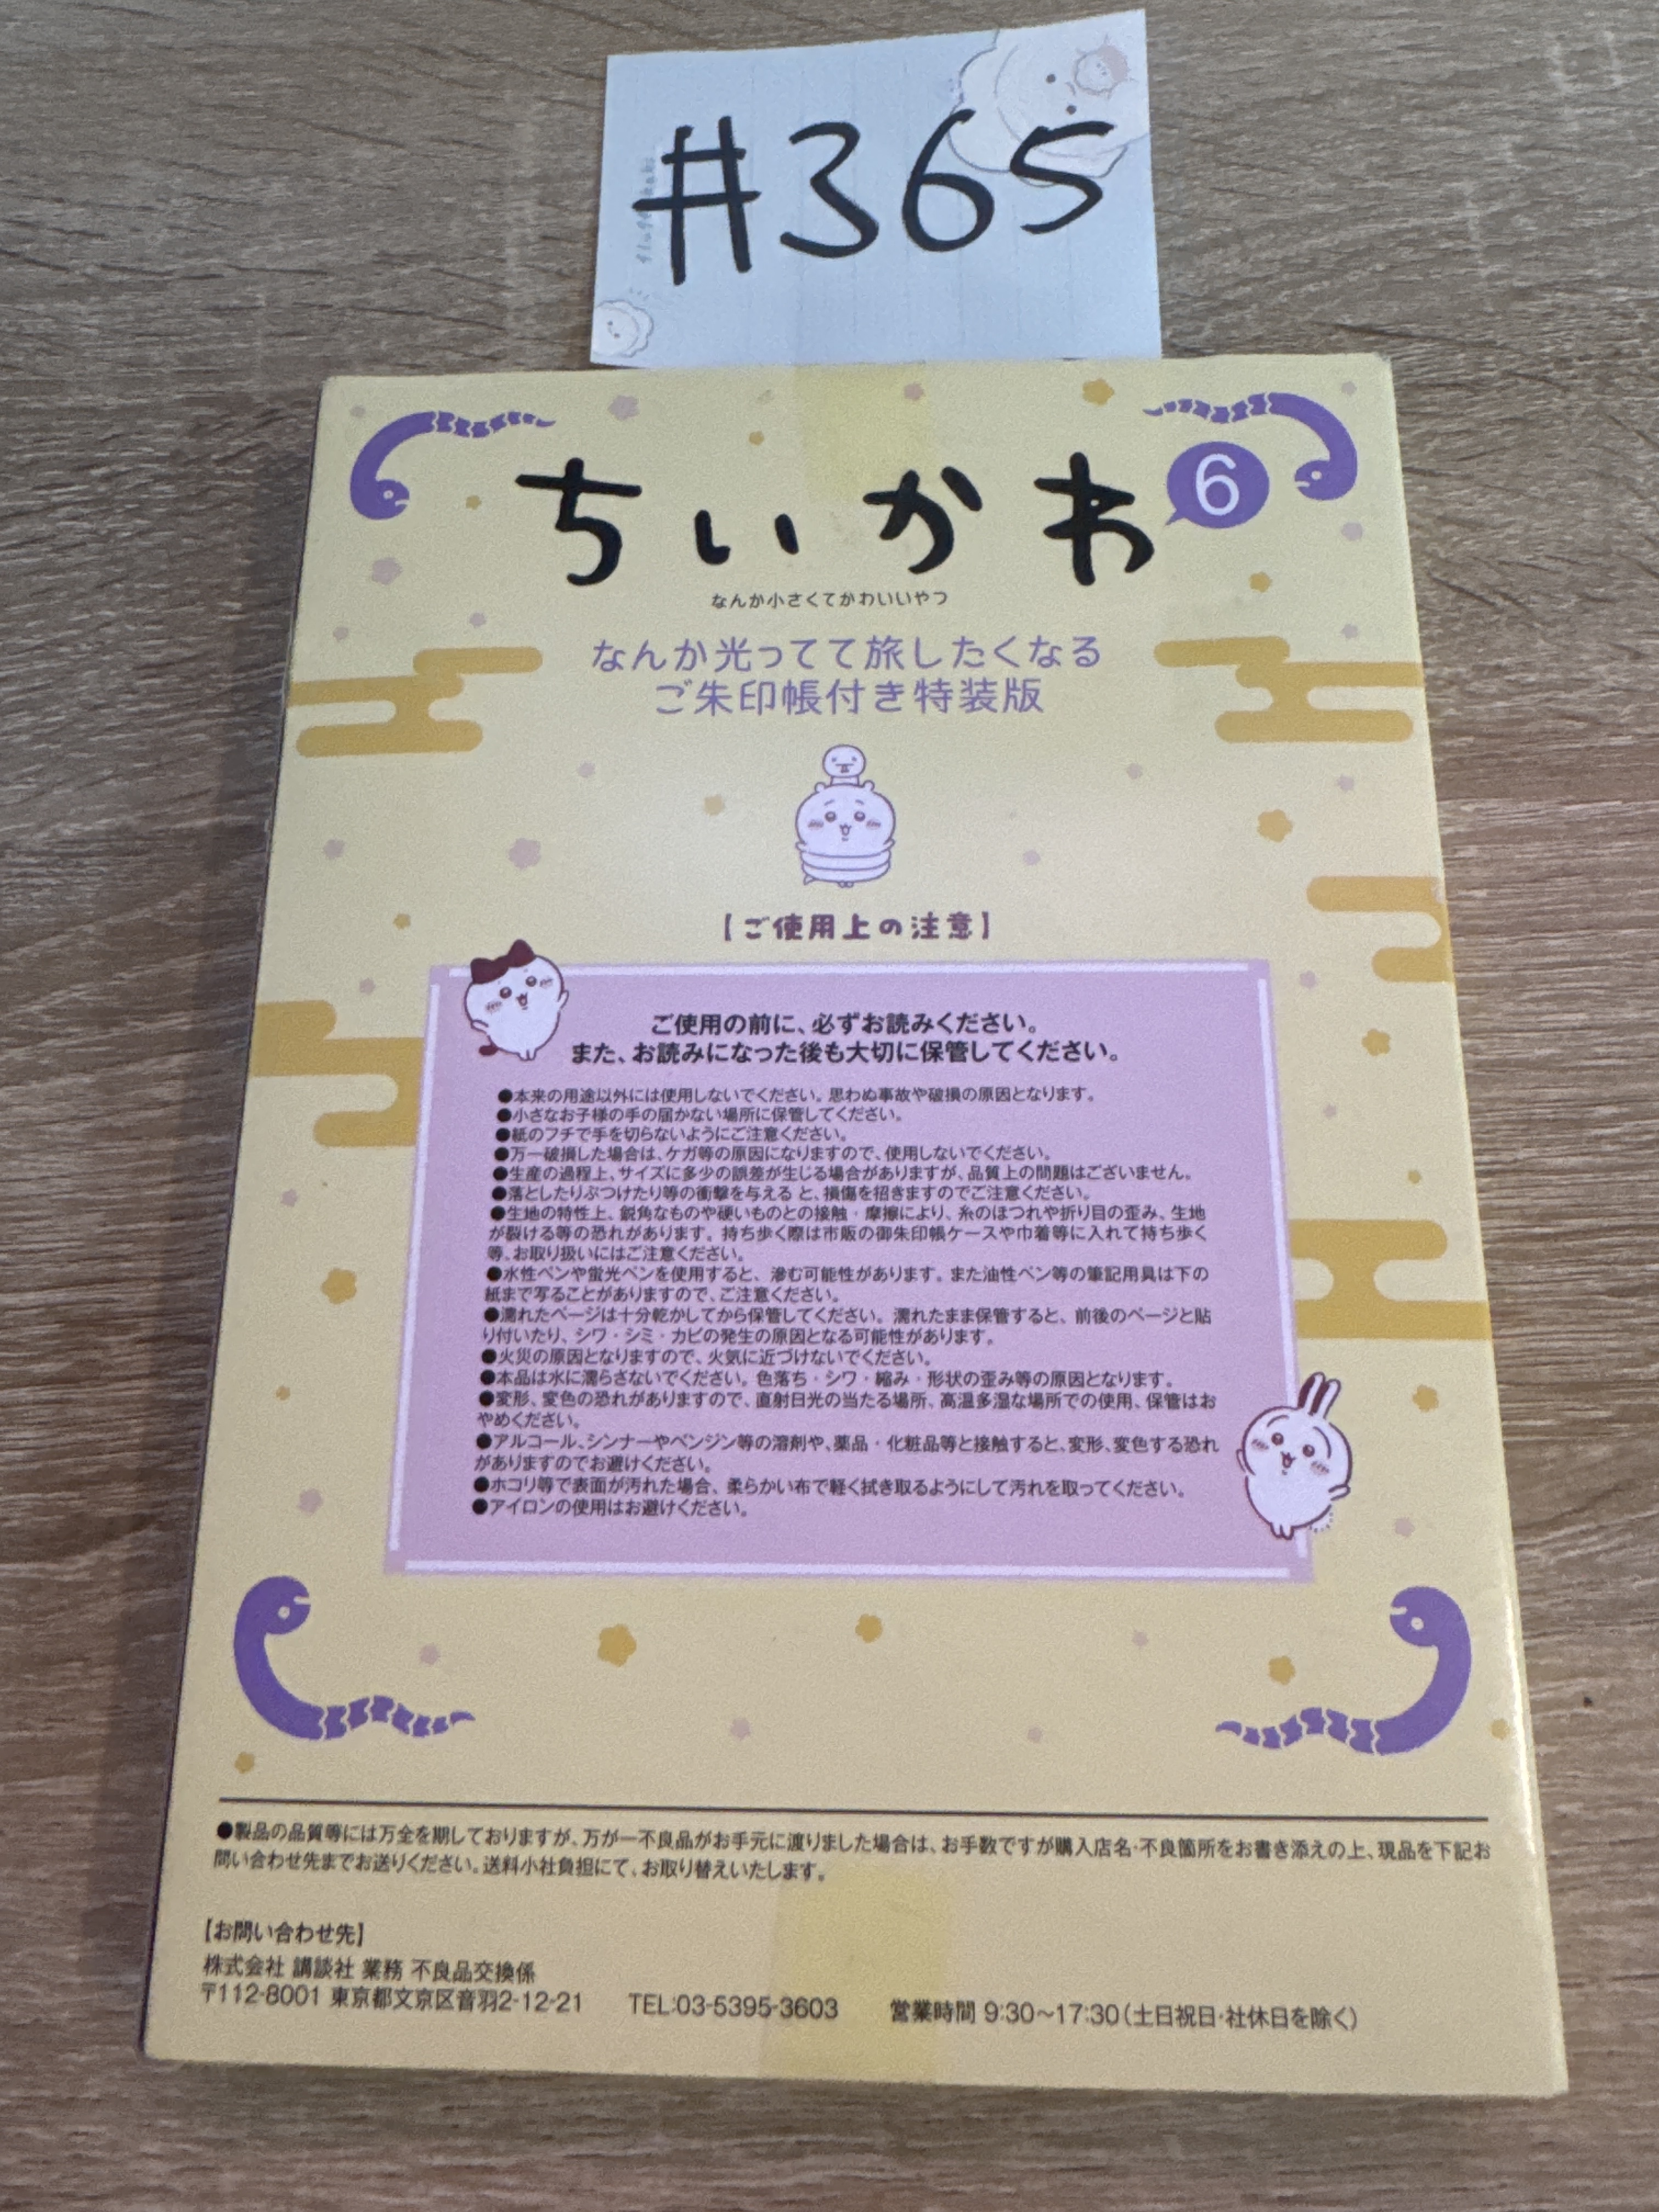 #365
ちいかわ 6
なんか小さくてかわいいやつ
なんか光ってて旅したくなる
ご朱印帳付き特装版
【ご使用上の注意】
ご使用の前に、必ずお読みください。
また、お読みになった後も大切に保管してください。
●本来の用途以外には使用しないでください。思わぬ事故や破損の原因となります。
●小さなお子様の手の届かない場所に保管してください。
●紙のフチで手を切らないようにご注意ください。
●万一破損した場合は、ケガ等の原因になりますので、使用しないでください。
●生産の過程上、サイズに多少の誤差が生じる場合がありますが、品質上の問題はございません。
●落としたりぶつけたり等の衝撃を与えると、損傷を招きますのでご注意ください。
●生地の特性上、鋭角なものや硬いものとの接触・摩擦により、糸のほつれや折り目の歪み、生地
が裂ける等の恐れがあります。持ち歩く際は市販の御朱印帳ケースや巾着等に入れて持ち歩く
等、お取り扱いにはご注意ください。
●水性ペンや蛍光ペンを使用すると、滲む可能性があります。また油性ペン等の筆記用具は下の
紙まで写ることがありますので、ご注意ください。
●濡れたページは十分乾かしてから保管してください。濡れたまま保管すると、前後のページと貼
り付いたり、シワ・シミ・カビの発生の原因となる可能性があります。
●火災の原因となりますので、火気に近づけないでください。
●本品は水に濡らさないでください。色落ち・シワ・縮み・形状の歪み等の原因となります。
●変形、変色の恐れがありますので、直射日光の当たる場所、高温多湿な場所での使用、保管はお
やめください。
●アルコール、シンナーやベンジン等の溶剤や、薬品・化粧品等と接触すると、変形、変色する恐れ
がありますのでお避けください。
●ホコリ等で表面が汚れた場合、柔らかい布で軽く拭き取るようにして汚れを取ってください。
●アイロンの使用はお避けください。
●製品の品質等には万全を期しておりますが、万が一不良品がお手元に渡りました場合は、お手数ですが購入店名・不良箇所をお書き添えの上、現品を下記お
問い合わせ先までお送りください。送料小社負担にて、お取り替えいたします。
【お問い合わせ先】
株式会社 講談社 業務 不良品交換係
〒112-8001 東京都文京区音羽2-12-21 TEL:03-5395-3603 営業時間 9:30～17:30(土日祝日・社休日を除く)